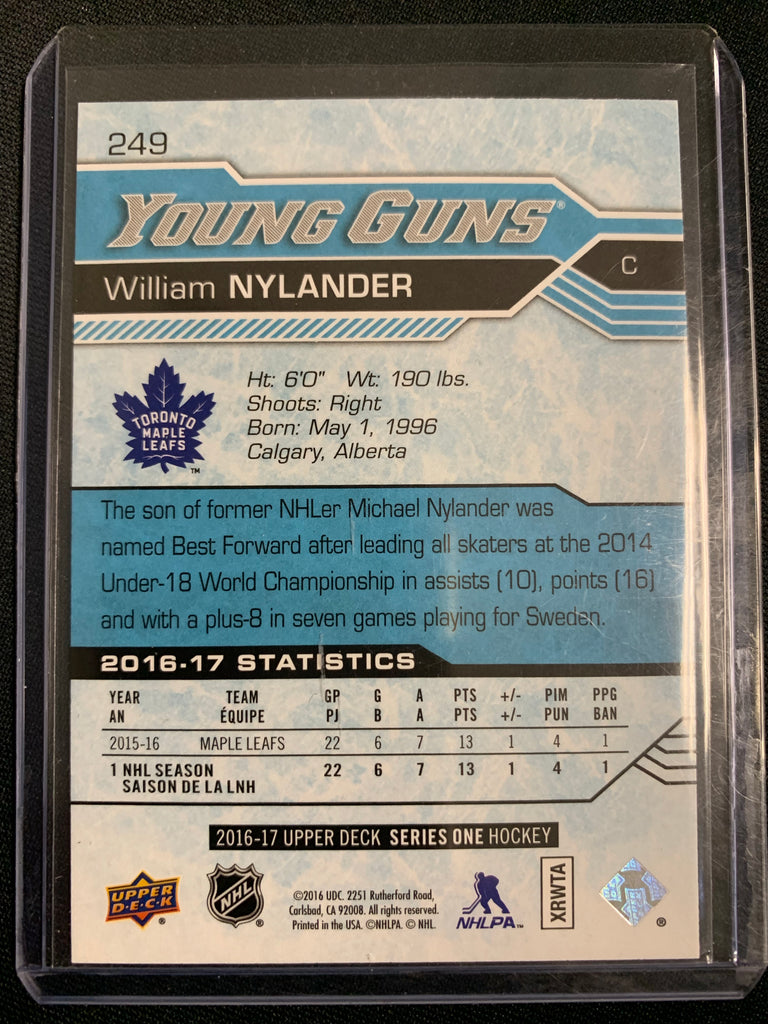 249
YOUNG GUNS®
William NYLANDER
C
TORONTO
MAPLE
LEAFS
™
Ht: 6'0" Wt: 190 lbs.
Shoots: Right
Born: May 1, 1996
Calgary, Alberta
The son of former NHLer Michael Nylander was
named Best Forward after leading all skaters at the 2014
Under-18 World Championship in assists (10), points (16)
and with a plus-8 in seven games playing for Sweden.
2016-17 STATISTICS
YEAR TEAM GP G A PTS +/- PIM PPG
AN ÉQUIPE PJ B A PTS +/- PUN BAN
2015-16 MAPLE LEAFS 22 6 7 13 1 4 1
1 NHL SEASON 22 6 7 13 1 4 1
SAISON DE LA LNH
2016-17 UPPER DECK SERIES ONE HOCKEY
UPPER
D·E·C·K
®
NHL
®
©2016 UDC. 2251 Rutherford Road,
Carlsbad, CA 92008. All rights reserved.
Printed in the USA. ©NHLPA. © NHL.
NHLPA™
XRWTA
®